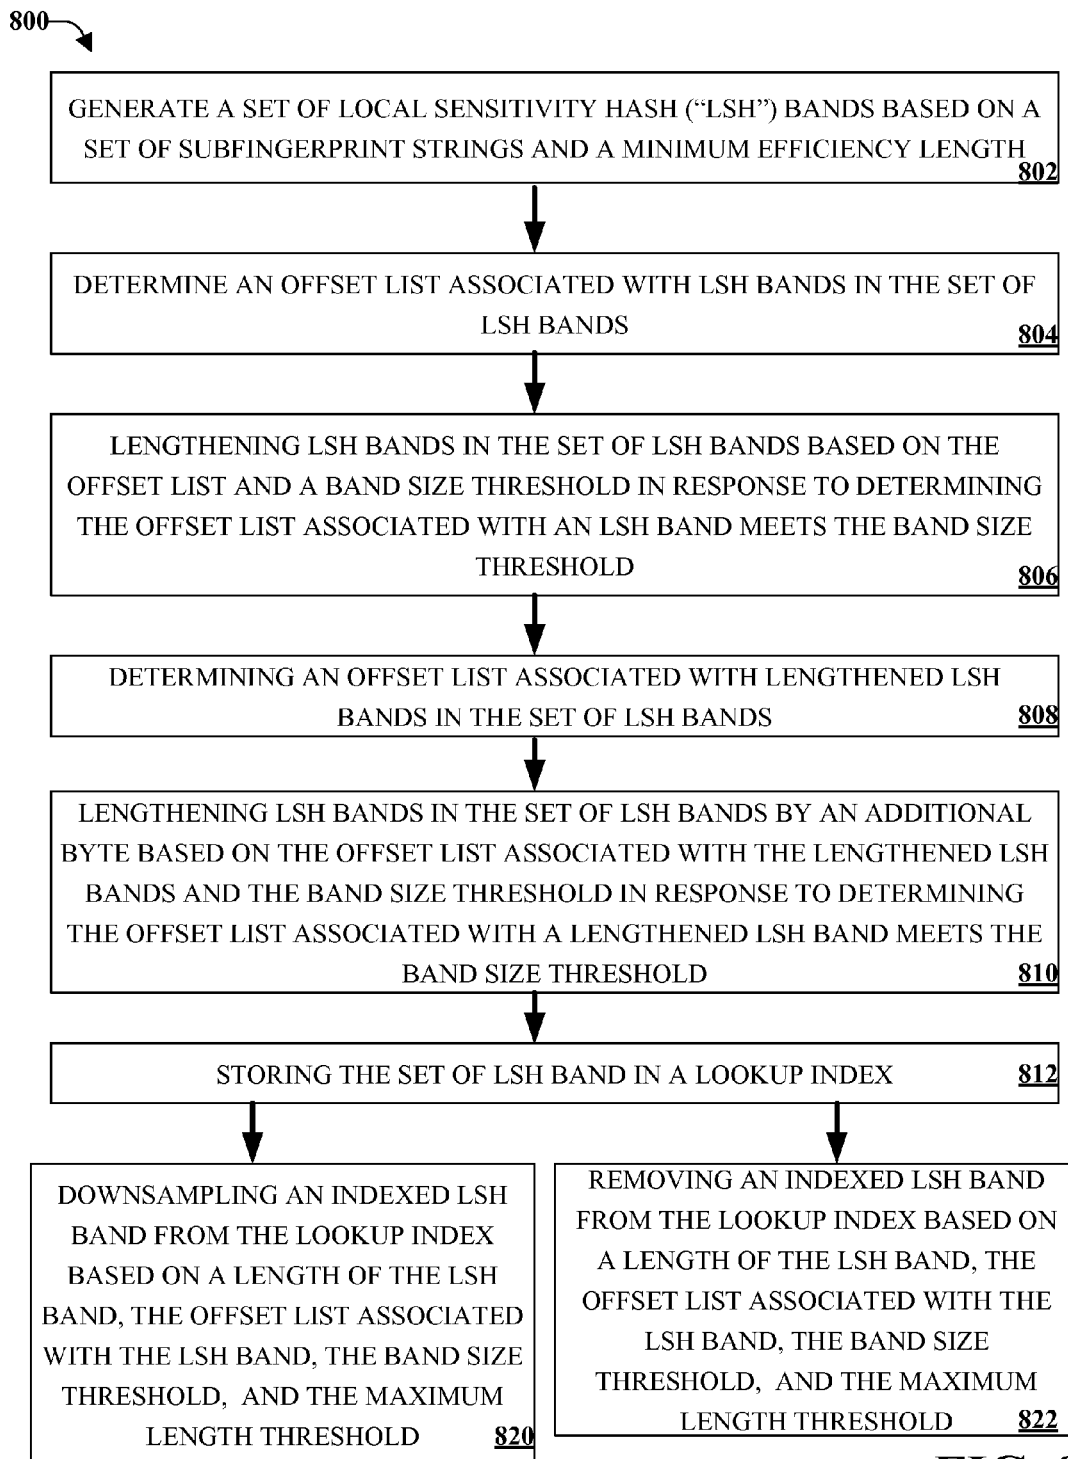 800
GENERATE A SET OF LOCAL SENSITIVITY HASH (“LSH”) BANDS BASED ON A
SET OF SUBFINGERPRINT STRINGS AND A MINIMUM EFFICIENCY LENGTH
802
DETERMINE AN OFFSET LIST ASSOCIATED WITH LSH BANDS IN THE SET OF
LSH BANDS
804
LENGTHENING LSH BANDS IN THE SET OF LSH BANDS BASED ON THE
OFFSET LIST AND A BAND SIZE THRESHOLD IN RESPONSE TO DETERMINING
THE OFFSET LIST ASSOCIATED WITH AN LSH BAND MEETS THE BAND SIZE
THRESHOLD
806
DETERMINING AN OFFSET LIST ASSOCIATED WITH LENGTHENED LSH
BANDS IN THE SET OF LSH BANDS
808
LENGTHENING LSH BANDS IN THE SET OF LSH BANDS BY AN ADDITIONAL
BYTE BASED ON THE OFFSET LIST ASSOCIATED WITH THE LENGTHENED LSH
BANDS AND THE BAND SIZE THRESHOLD IN RESPONSE TO DETERMINING
THE OFFSET LIST ASSOCIATED WITH A LENGTHENED LSH BAND MEETS THE
BAND SIZE THRESHOLD
810
STORING THE SET OF LSH BAND IN A LOOKUP INDEX
812
DOWNSAMPLING AN INDEXED LSH
BAND FROM THE LOOKUP INDEX
BASED ON A LENGTH OF THE LSH
BAND, THE OFFSET LIST ASSOCIATED
WITH THE LSH BAND, THE BAND SIZE
THRESHOLD, AND THE MAXIMUM
LENGTH THRESHOLD
820
REMOVING AN INDEXED LSH BAND
FROM THE LOOKUP INDEX BASED ON
A LENGTH OF THE LSH BAND, THE
OFFSET LIST ASSOCIATED WITH THE
LSH BAND, THE BAND SIZE
THRESHOLD, AND THE MAXIMUM
LENGTH THRESHOLD
822